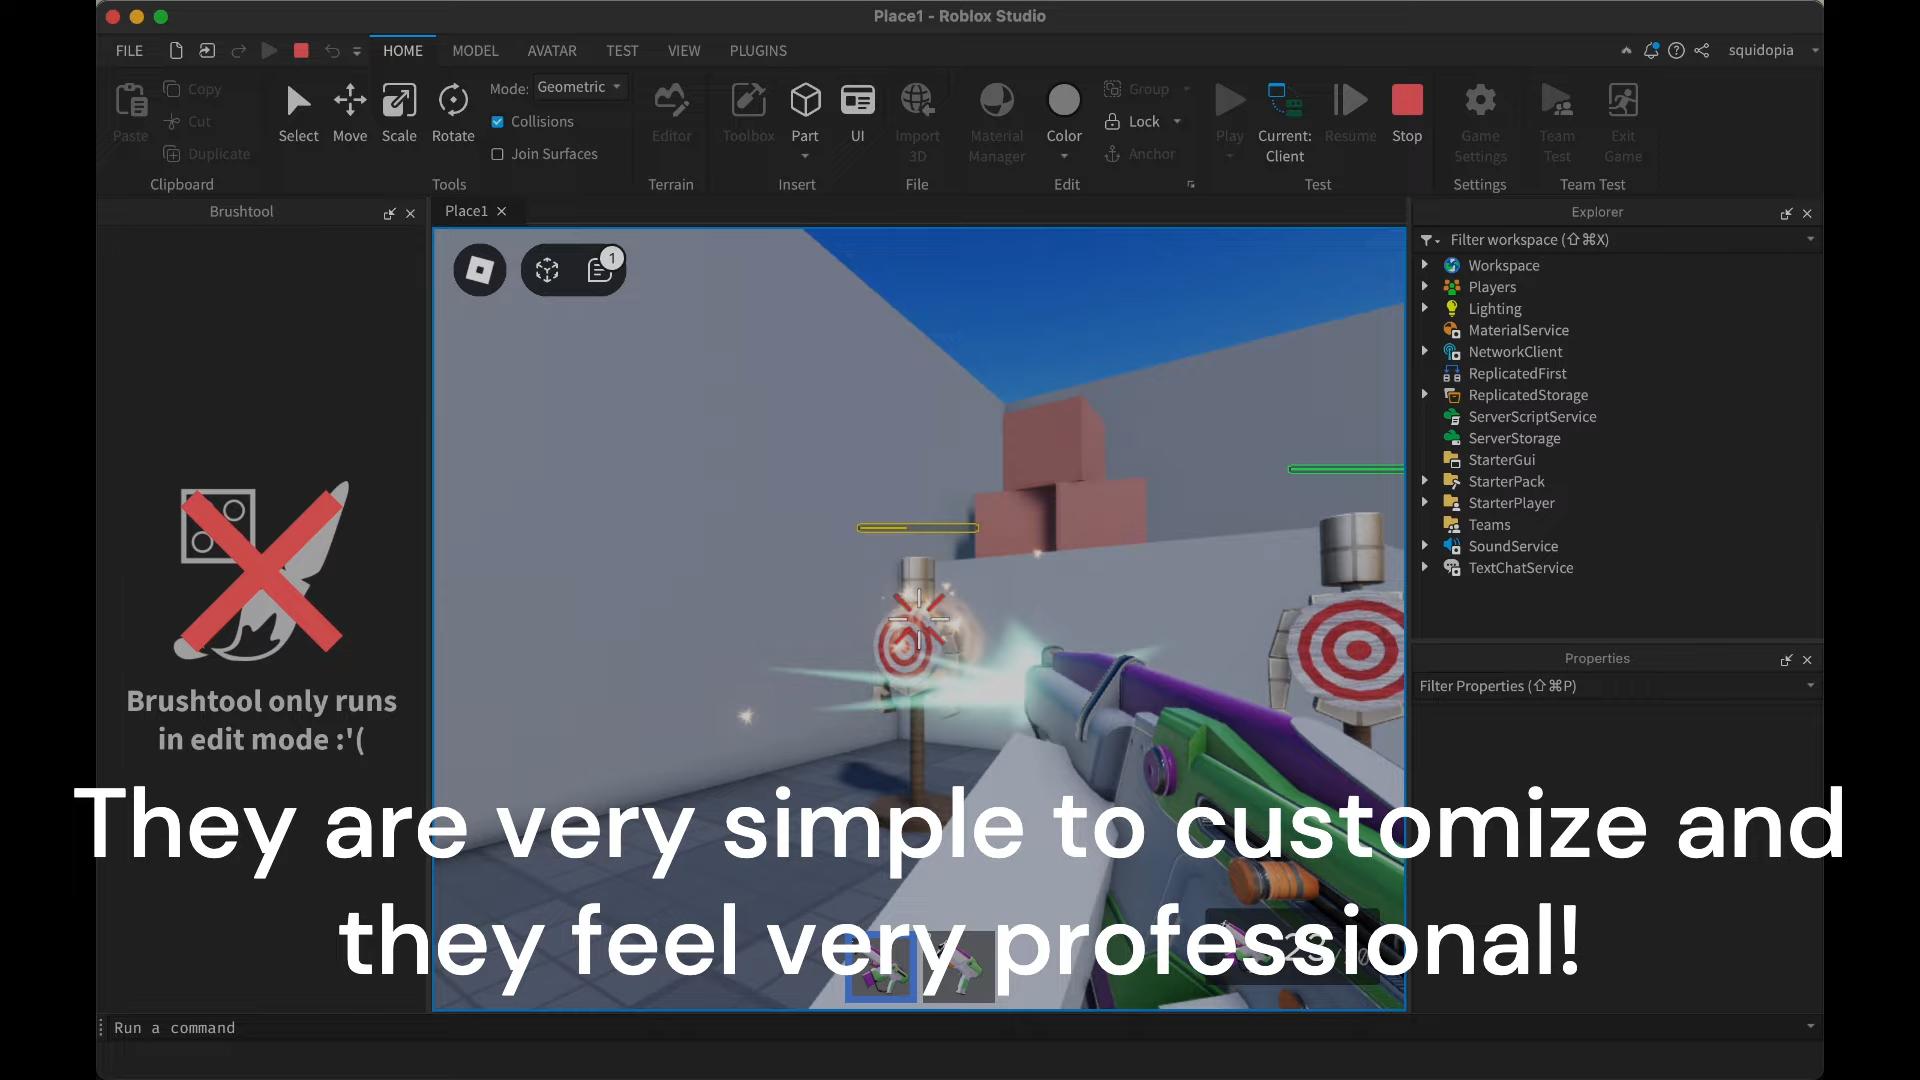 Place1 - Roblox Studio
FILE HOME MODEL AVATAR TEST VIEW PLUGINS squidopia
Paste Copy Cut Duplicate
Select Move Scale Rotate
Mode: Geometric
Collisions
Join Surfaces
Editor
Toolbox Part UI
Import 3D
Material Manager
Color
Group
Lock
Anchor
Play
Current: Client
Resume Stop
Game Settings
Team Test
Exit Game
Clipboard Tools Terrain Insert File Edit Test Settings Team Test
Brushtool
Place1
Explorer
1
Filter workspace (⇧⌘X)
Workspace
Players
Lighting
MaterialService
NetworkClient
ReplicatedFirst
ReplicatedStorage
ServerScriptService
ServerStorage
StarterGui
StarterPack
StarterPlayer
Teams
SoundService
TextChatService
Properties
Filter Properties (⇧⌘P)
Brushtool only runs
in edit mode :'(
They are very simple to customize and
they feel very professional!
Run a command